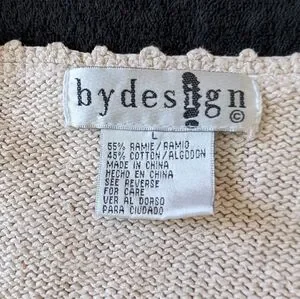 bydesign
©
L
55% RAMIE/RAMIO
45% COTTON/ALGODON
MADE IN CHINA
HECHO EN CHINA
SEE REVERSE
FOR CARE
VER AL DORSO
PARA CIUDADO